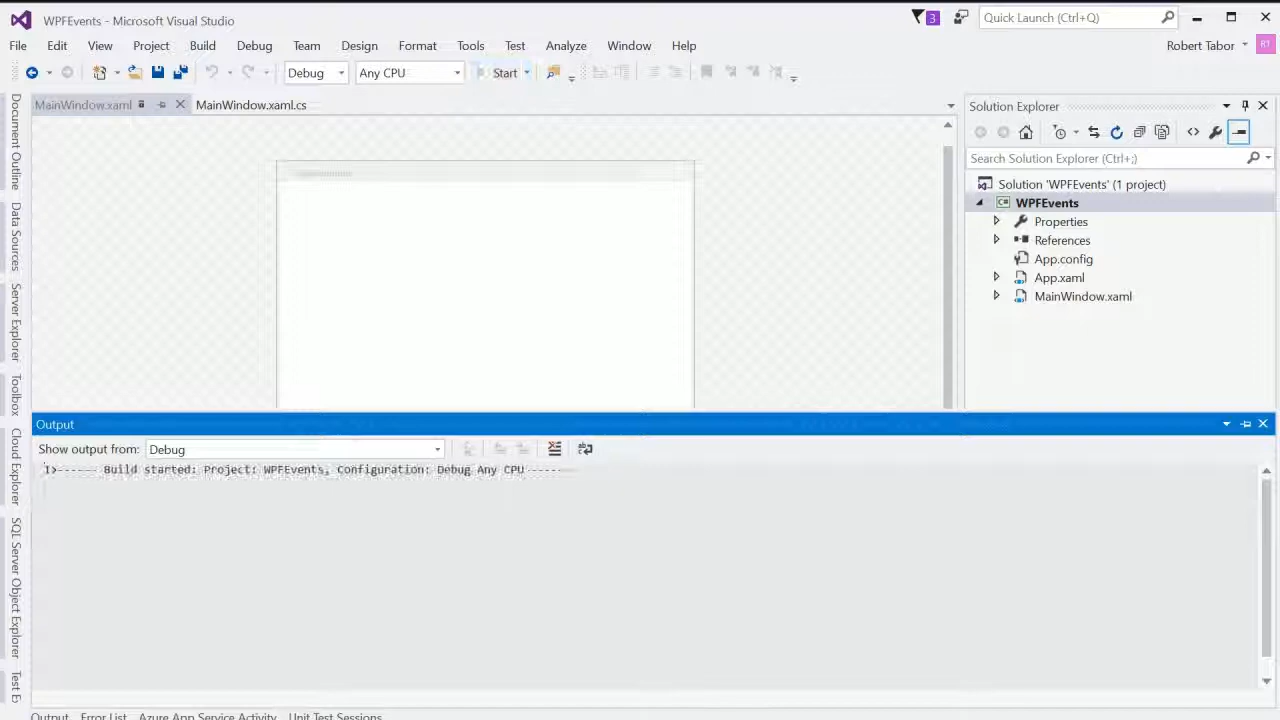 WPFEvents - Microsoft Visual Studio
3
Quick Launch (Ctrl+Q)
File Edit View Project Build Debug Team Format Tools Test Analyze Window Help
Robert Tabor
RT
Debug
Any CPU
Start
MainWindow.xaml
MainWindow.xaml.cs
Document Outline
Data Sources
Server Explorer
Toolbox
Cloud Explorer
SQL Server Object Explorer
Test E
Solution Explorer
Search Solution Explorer (Ctrl+;)
Solution 'WPFEvents' (1 project)
C#
WPFEvents
Properties
References
App.config
App.xaml
MainWindow.xaml
Output
Show output from: Debug
1>------ Build started: Project: WPFEvents, Configuration: Debug Any CPU ------
Output Error List Azure App Service Activity Unit Test Sessions